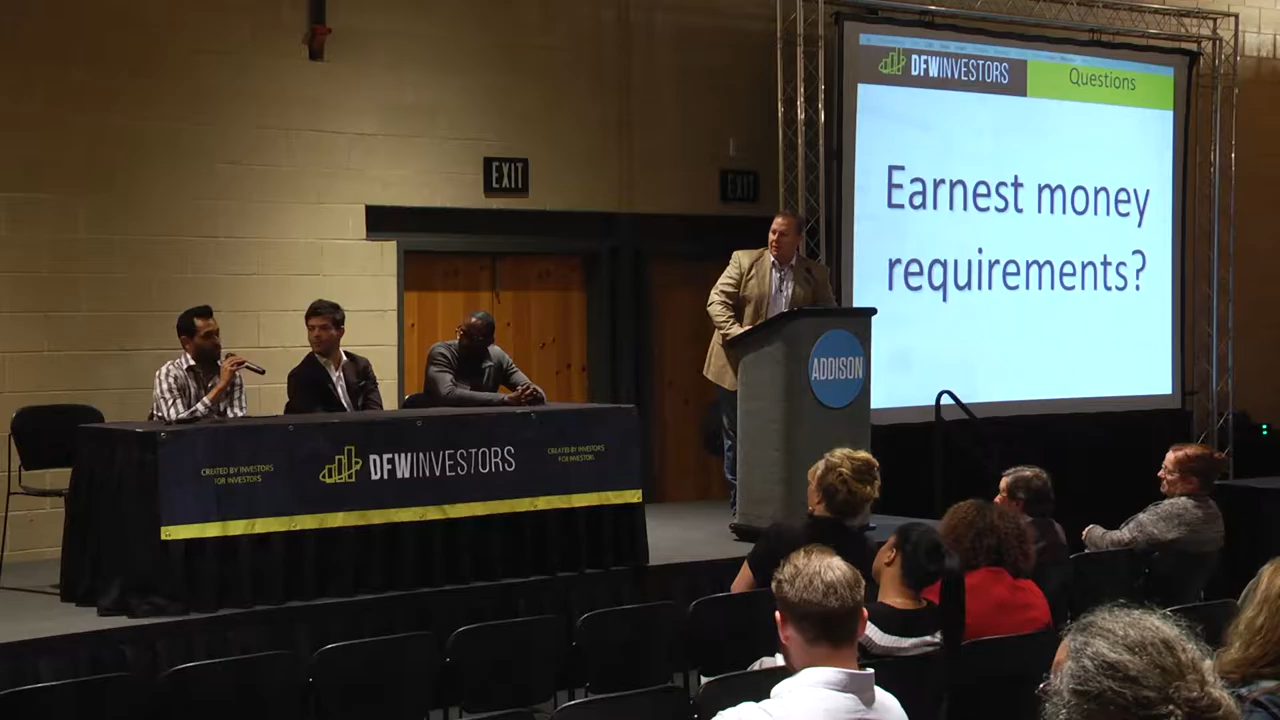 DFWINVESTORS
Questions
Earnest money
requirements?
EXIT
EXIT
ADDISON
CREATED BY INVESTORS
FOR INVESTORS
DFWINVESTORS
CREATED BY INVESTORS
FOR INVESTORS